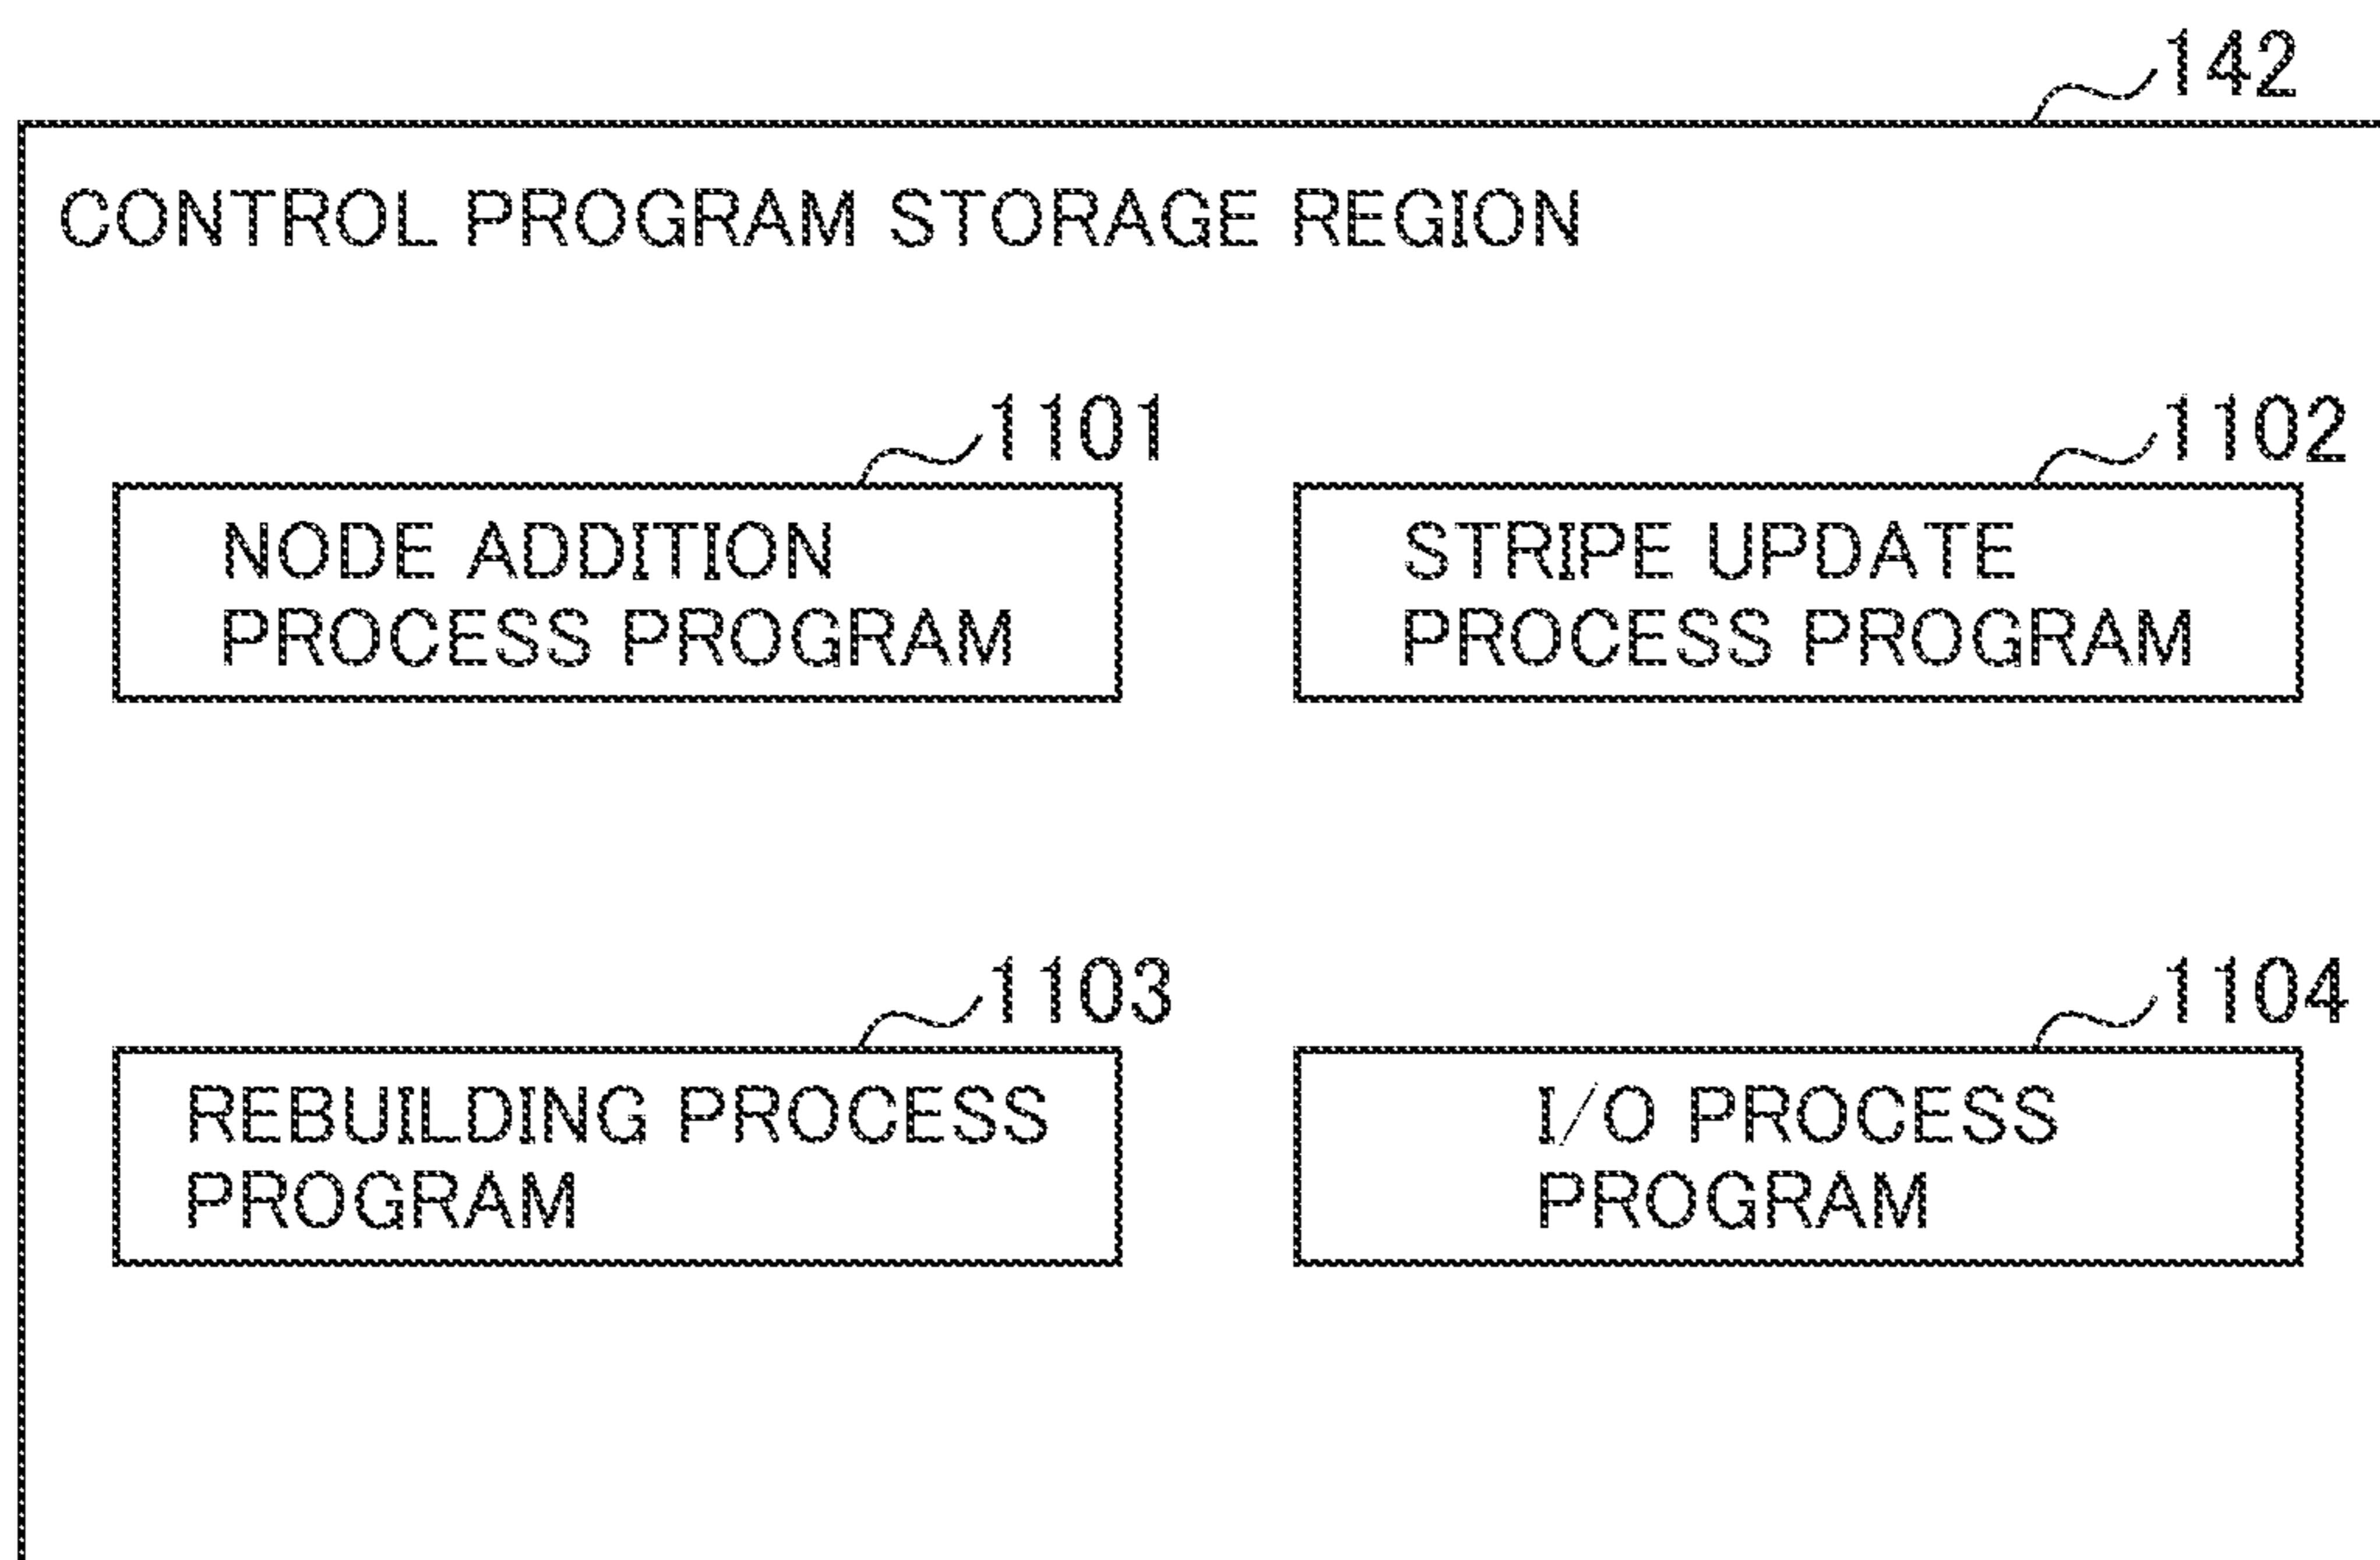 142
CONTROL PROGRAM STORAGE REGION
1101
NODE ADDITION
PROCESS PROGRAM
1102
STRIPE UPDATE
PROCESS PROGRAM
1103
REBUILDING PROCESS
PROGRAM
1104
I/O PROCESS
PROGRAM